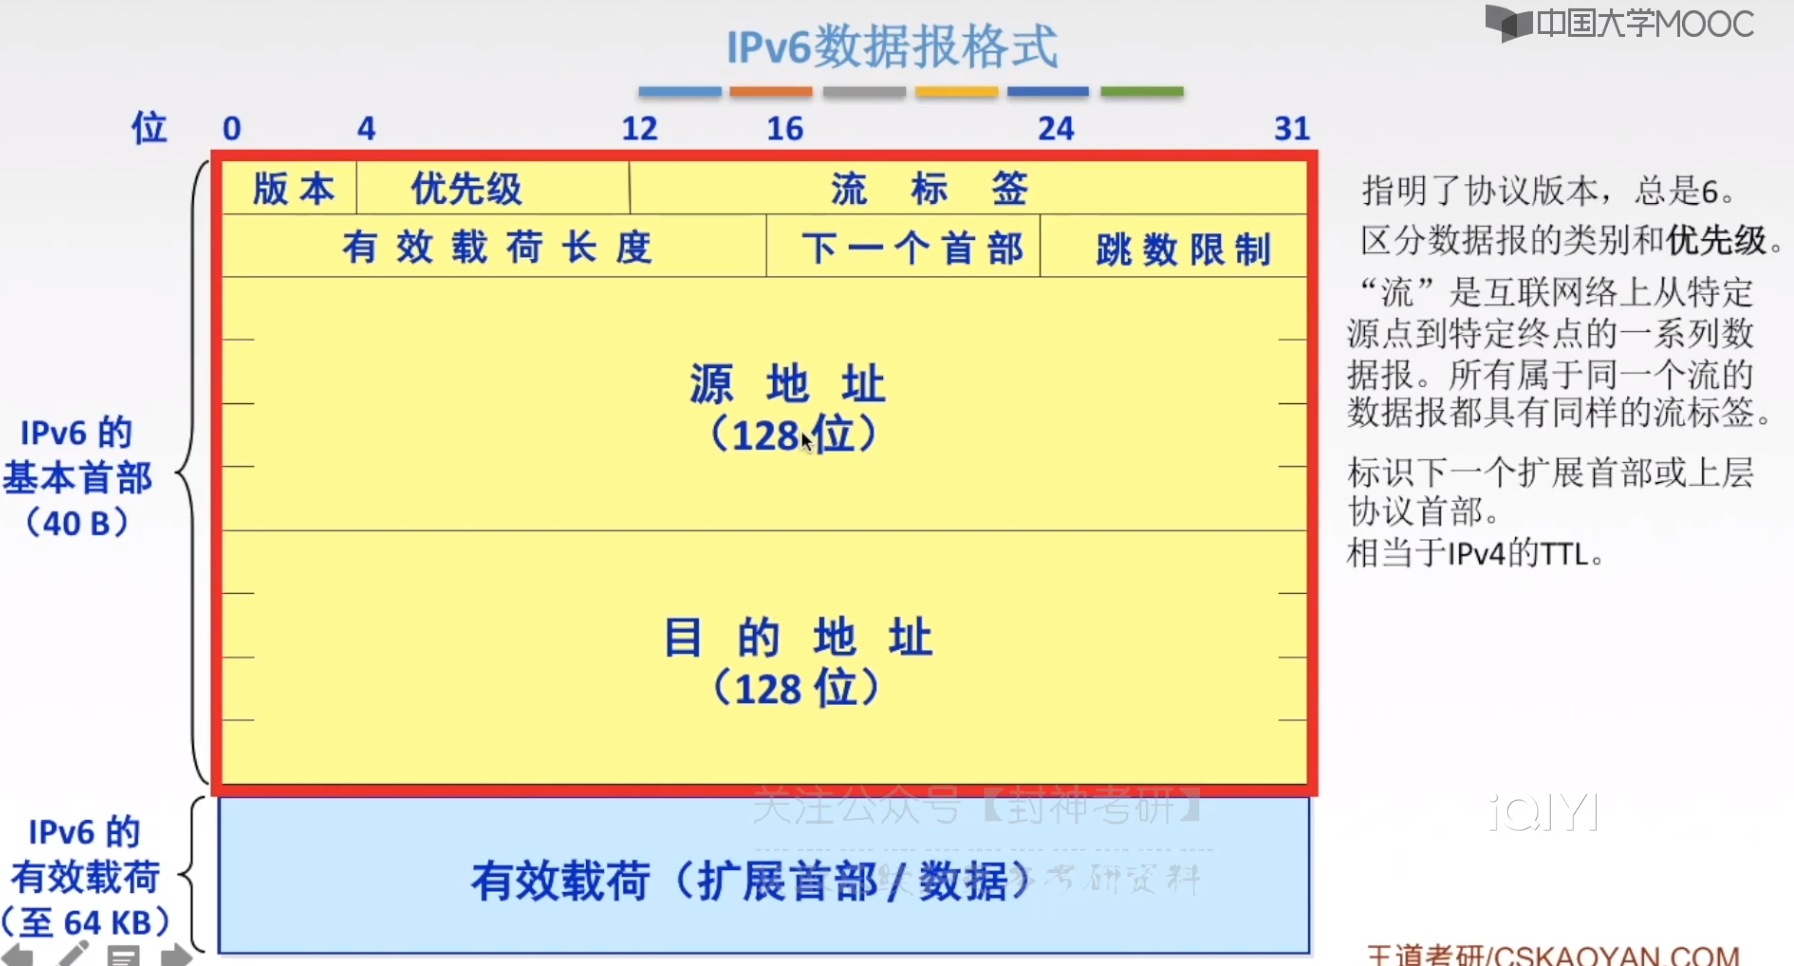 中国大学MOOC
IPv6数据报格式
位 0 4 12 16 24 31
版本 优先级 流标签
有效载荷长度 下一个首部 跳数限制
源地址
（128位）
目的地址
（128位）
IPv6 的
基本首部
（40 B）
IPv6 的
有效载荷
（至 64 KB）
有效载荷（扩展首部 / 数据）
指明了协议版本，总是6。
区分数据报的类别和优先级。
“流”是互联网络上从特定
源点到特定终点的一系列数
据报。所有属于同一个流的
数据报都具有同样的流标签。
标识下一个扩展首部或上层
协议首部。
相当于IPv4的TTL。
关注公众号【封神考研】
iQIYI
王道考研/CSKAOYAN.COM